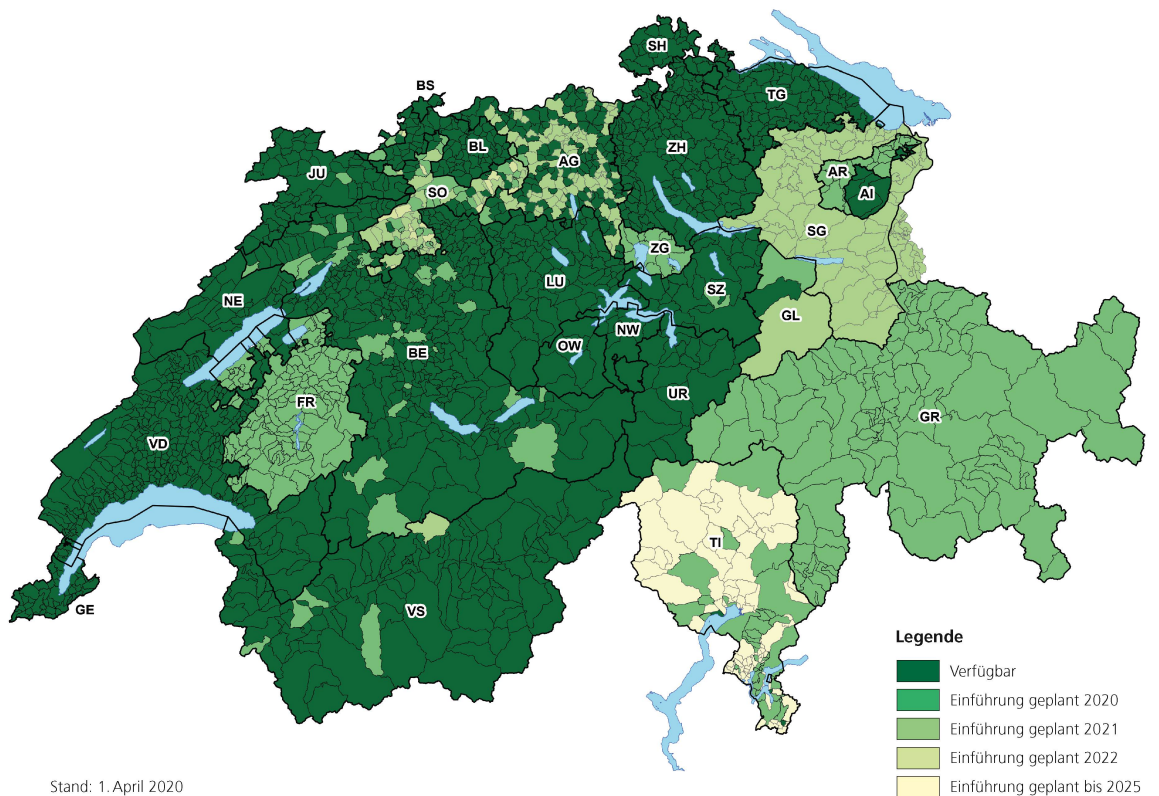 SH
BS
TG
BL
ZH
AG
JU
AR
SO
AI
SG
ZG
LU
SZ
NE
GL
NW
BE
OW
UR
FR
GR
VD
TI
GE
VS
Legende
Verfügbar
Einführung geplant 2020
Einführung geplant 2021
Einführung geplant 2022
Einführung geplant bis 2025
Stand: 1. April 2020